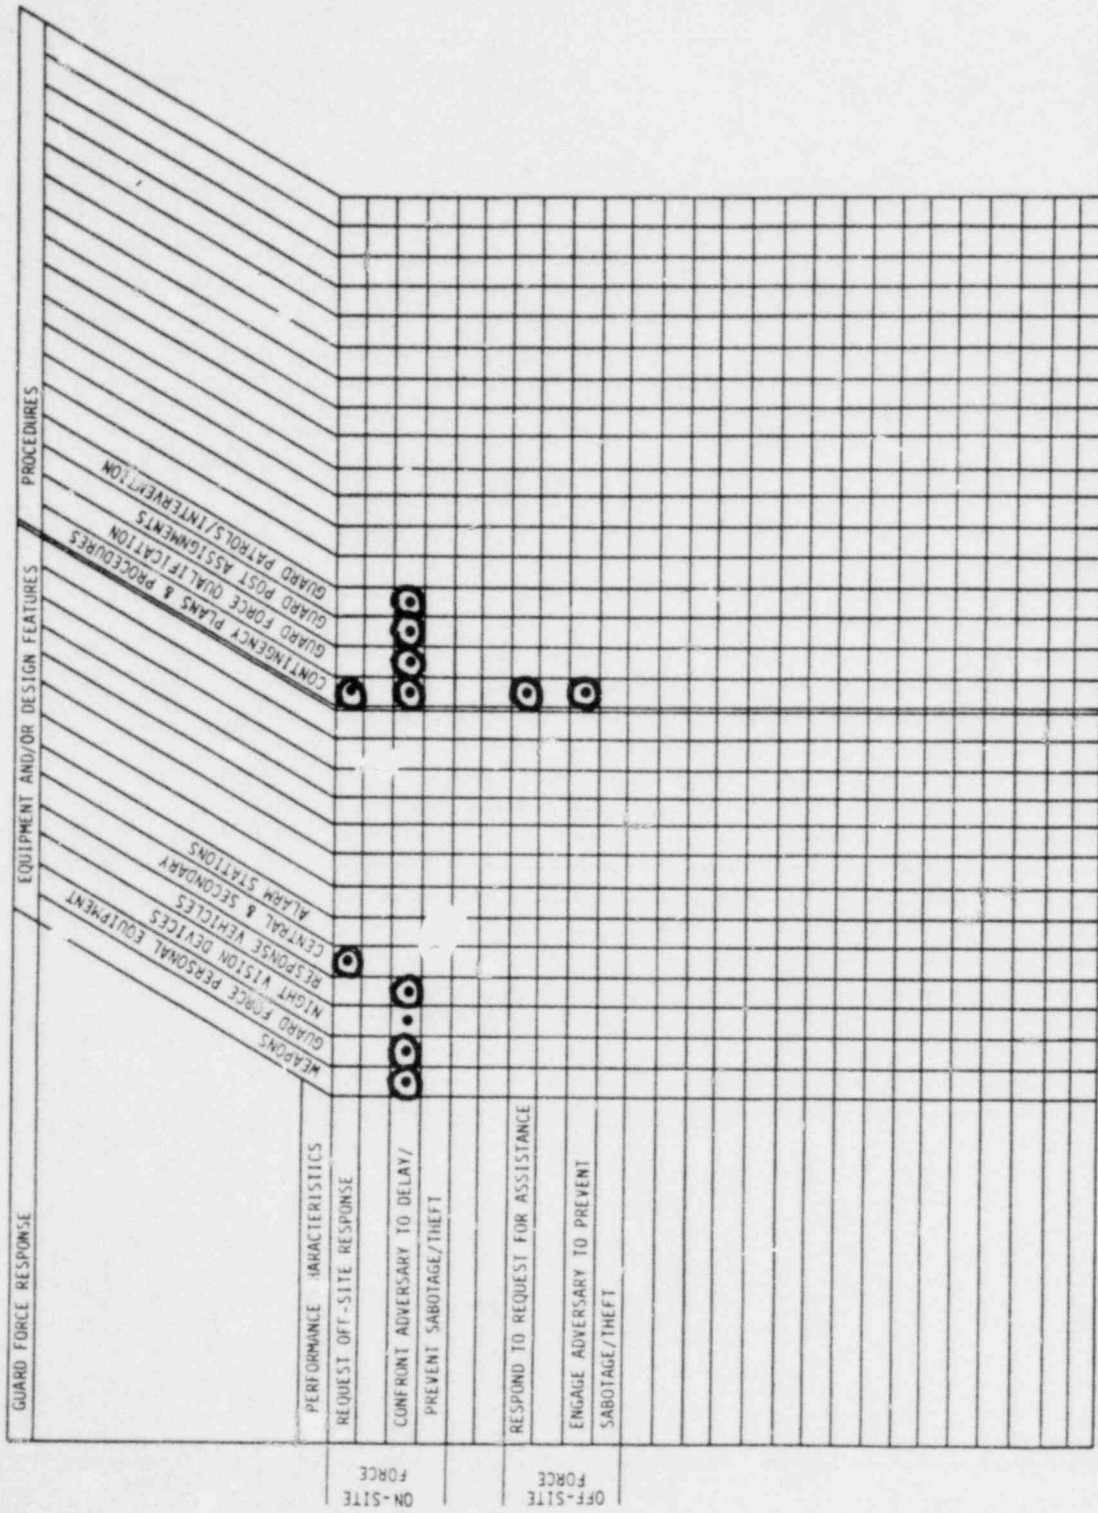 GUARD FORCE RESPONSE
EQUIPMENT AND/OR DESIGN FEATURES
PROCEDURES
WEAPONS
GUARD FORCE PERSONAL EQUIPMENT
NIGHT VISION DEVICES
RESPONSE VEHICLES
CENTRAL & SECONDARY
ALARM STATIONS
CONTINGENCY PLANS & PROCEDURES
GUARD FORCE QUALIFICATION
GUARD POST ASSIGNMENTS
GUARD PATROLS/INTERVENTION
PERFORMANCE HARACTERISTICS
ON-SITE
FORCE
REQUEST OFF-SITE RESPONSE
CONFRONT ADVERSARY TO DELAY/
PREVENT SABOTAGE/THEFT
OFF-SITE
FORCE
RESPOND TO REQUEST FOR ASSISTANCE
ENGAGE ADVERSARY TO PREVENT
SABOTAGE/THEFT